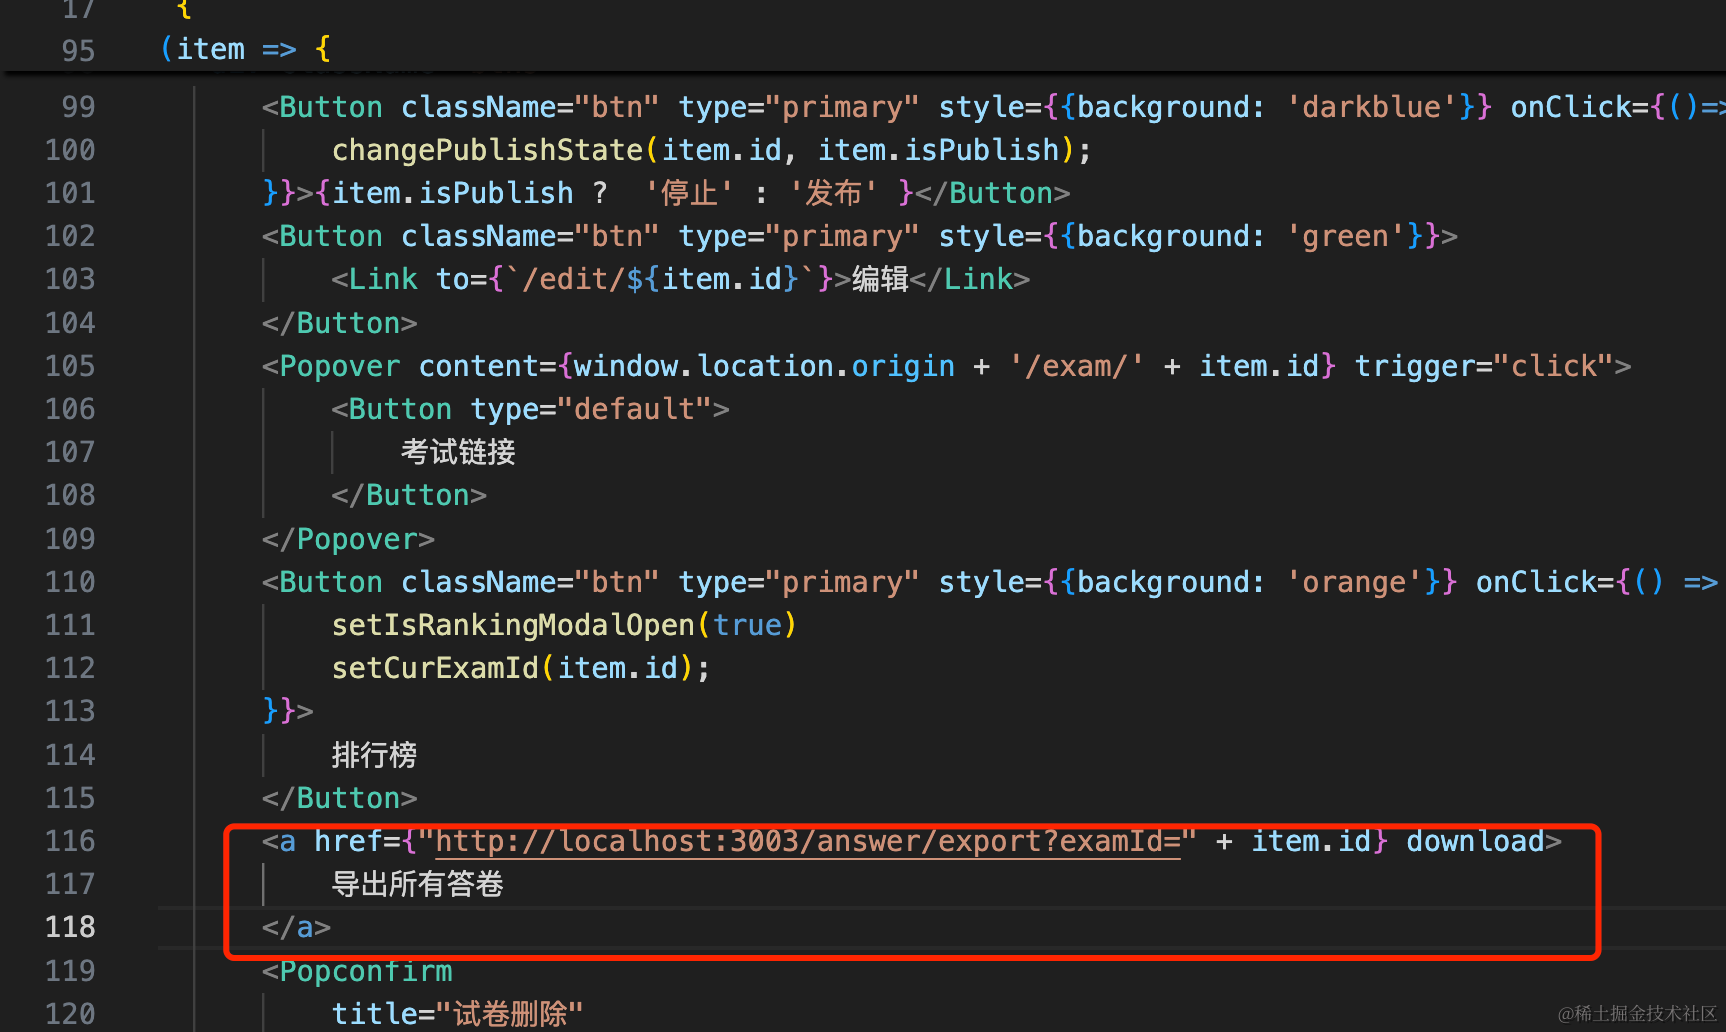 17 {
95 (item => {
99 <Button className="btn" type="primary" style={{background: 'darkblue'}} onClick={()=>
100 changePublishState(item.id, item.isPublish);
101 }}>{item.isPublish ?  '停止' : '发布' }</Button>
102 <Button className="btn" type="primary" style={{background: 'green'}}>
103 <Link to={`/edit/${item.id}`}>编辑</Link>
104 </Button>
105 <Popover content={window.location.origin + '/exam/' + item.id} trigger="click">
106 <Button type="default">
107 考试链接
108 </Button>
109 </Popover>
110 <Button className="btn" type="primary" style={{background: 'orange'}} onClick={() =>
111 setIsRankingModalOpen(true)
112 setCurExamId(item.id);
113 }}>
114 排行榜
115 </Button>
116 <a href={"http://localhost:3003/answer/export?examId=" + item.id} download>
117 导出所有答卷
118 </a>
119 <Popconfirm
120 title="试卷删除"
@稀土掘金技术社区